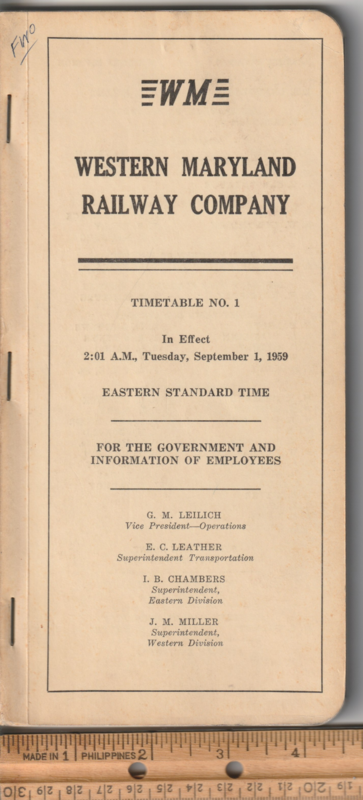 FWO
WM
WESTERN MARYLAND
RAILWAY COMPANY
TIMETABLE NO. 1
In Effect
2:01 A.M., Tuesday, September 1, 1959
EASTERN STANDARD TIME
FOR THE GOVERNMENT AND
INFORMATION OF EMPLOYEES
G. M. LEILICH
Vice President—Operations
E. C. LEATHER
Superintendent Transportation
I. B. CHAMBERS
Superintendent,
Eastern Division
J. M. MILLER
Superintendent,
Western Division
MADE IN 1 PHILIPPINES 2 3 4